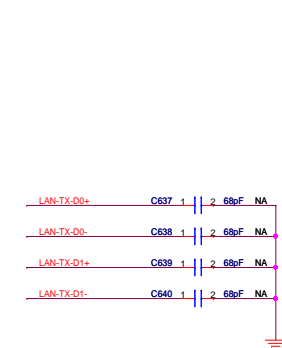 LAN-TX-D0+ C637 1 2 68pF NA
LAN-TX-D0- C638 1 2 68pF NA
LAN-TX-D1+ C639 1 2 68pF NA
LAN-TX-D1- C640 1 2 68pF NA